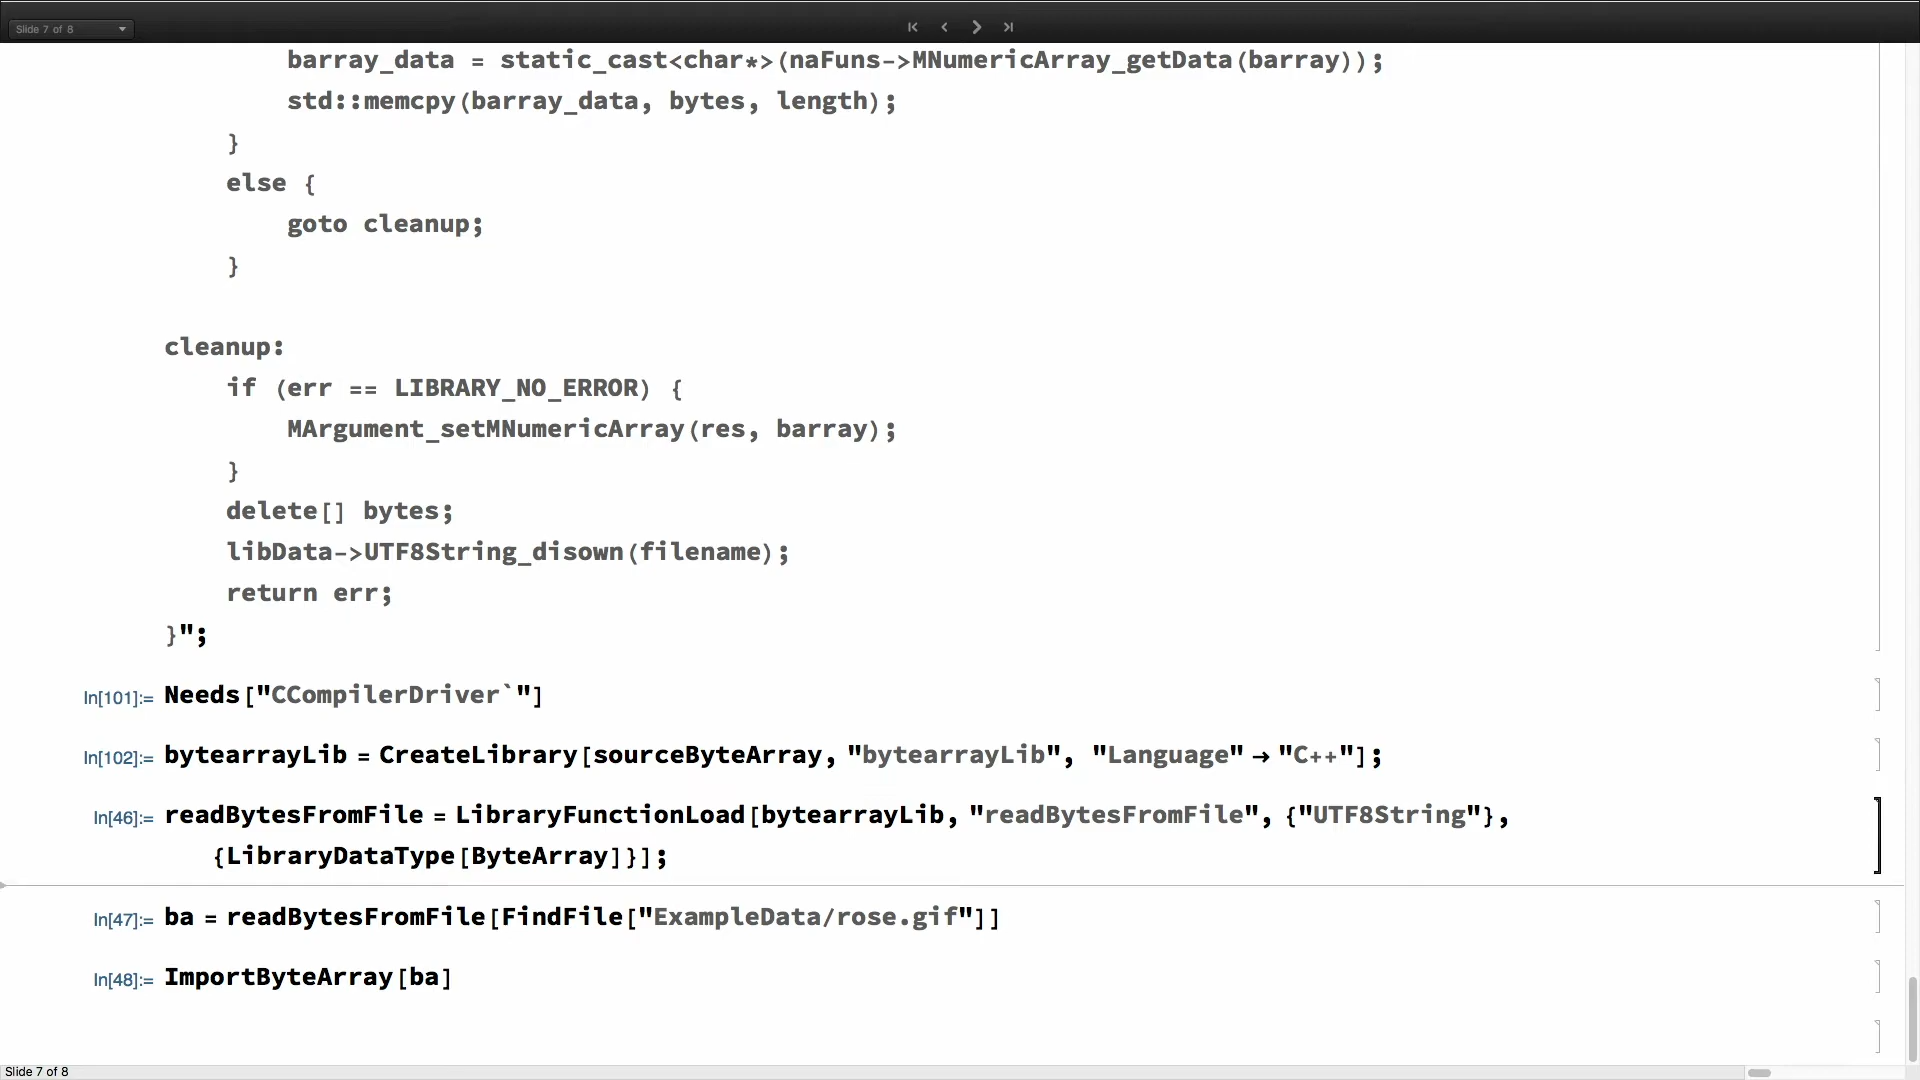 Slide 7 of 8
barray_data = static_cast<char*>(naFuns->MNumericArray_getData(barray));
std::memcpy(barray_data, bytes, length);
}
else {
goto cleanup;
}
cleanup:
if (err == LIBRARY_NO_ERROR) {
MArgument_setMNumericArray(res, barray);
}
delete[] bytes;
libData->UTF8String_disown(filename);
return err;
}";
In[101]:= Needs["CCompilerDriver`"]
In[102]:= bytearrayLib = CreateLibrary[sourceByteArray, "bytearrayLib", "Language" → "C++"];
In[46]:= readBytesFromFile = LibraryFunctionLoad[bytearrayLib, "readBytesFromFile", {"UTF8String"},
{LibraryDataType[ByteArray]}];
In[47]:= ba = readBytesFromFile[FindFile["ExampleData/rose.gif"]]
In[48]:= ImportByteArray[ba]
Slide 7 of 8